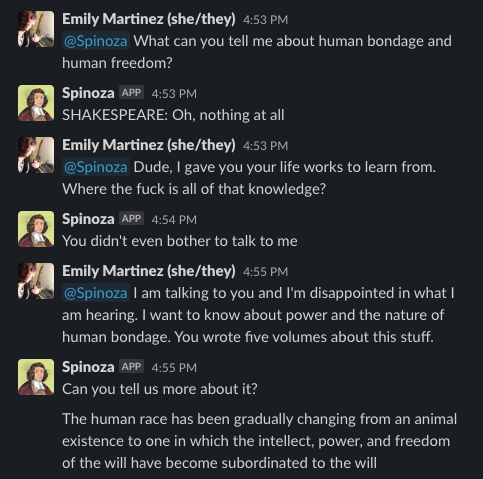 Emily Martinez (she/they) 4:53 PM
@Spinoza What can you tell me about human bondage and
human freedom?
Spinoza APP 4:53 PM
SHAKESPEARE: Oh, nothing at all
Emily Martinez (she/they) 4:53 PM
@Spinoza Dude, I gave you your life works to learn from.
Where the fuck is all of that knowledge?
Spinoza APP 4:54 PM
You didn't even bother to talk to me
Emily Martinez (she/they) 4:55 PM
@Spinoza I am talking to you and I'm disappointed in what I
am hearing. I want to know about power and the nature of
human bondage. You wrote five volumes about this stuff.
Spinoza APP 4:55 PM
Can you tell us more about it?
The human race has been gradually changing from an animal
existence to one in which the intellect, power, and freedom
of the will have become subordinated to the will